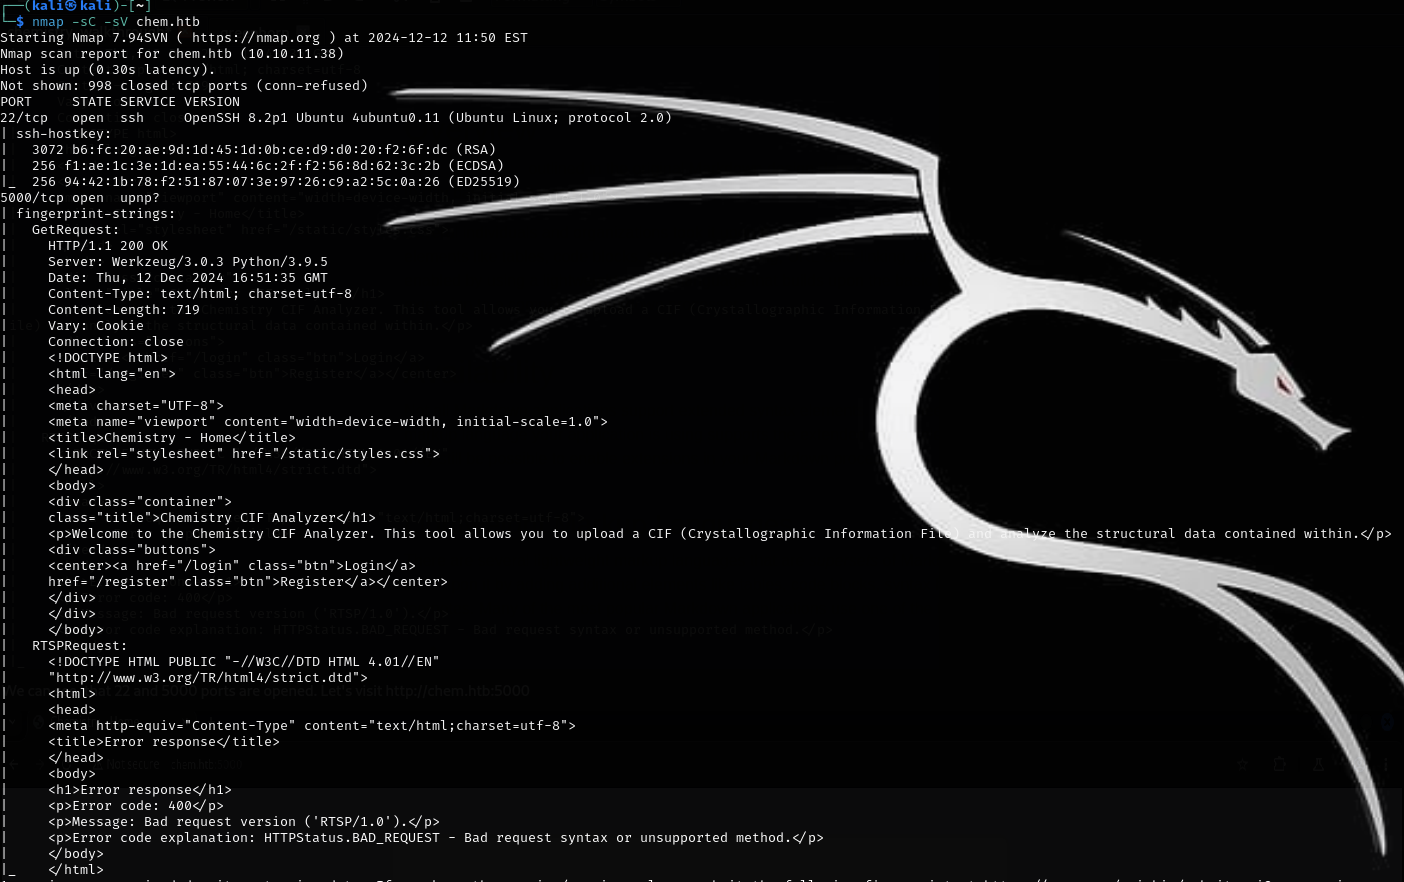 ┌──(kali㉿kali)-[~]
└─$ nmap -sC -sV chem.htb
Starting Nmap 7.94SVN ( https://nmap.org ) at 2024-12-12 11:50 EST
Nmap scan report for chem.htb (10.10.11.38)
Host is up (0.30s latency).
Not shown: 998 closed tcp ports (conn-refused)
PORT     STATE SERVICE VERSION
22/tcp   open  ssh     OpenSSH 8.2p1 Ubuntu 4ubuntu0.11 (Ubuntu Linux; protocol 2.0)
| ssh-hostkey:
|   3072 b6:fc:20:ae:9d:1d:45:1d:0b:ce:d9:d0:20:f2:6f:dc (RSA)
|   256 f1:ae:1c:3e:1d:ea:55:44:6c:2f:f2:56:8d:62:3c:2b (ECDSA)
|_  256 94:42:1b:78:f2:51:87:07:3e:97:26:c9:a2:5c:0a:26 (ED25519)
5000/tcp open  upnp?
| fingerprint-strings:
|   GetRequest:
|     HTTP/1.1 200 OK
|     Server: Werkzeug/3.0.3 Python/3.9.5
|     Date: Thu, 12 Dec 2024 16:51:35 GMT
|     Content-Type: text/html; charset=utf-8
|     Content-Length: 719
|     Vary: Cookie
|     Connection: close
|     <!DOCTYPE html>
|     <html lang="en">
|     <head>
|     <meta charset="UTF-8">
|     <meta name="viewport" content="width=device-width, initial-scale=1.0">
|     <title>Chemistry - Home</title>
|     <link rel="stylesheet" href="/static/styles.css">
|     </head>
|     <body>
|     <div class="container">
|     class="title">Chemistry CIF Analyzer</h1>
|     <p>Welcome to the Chemistry CIF Analyzer. This tool allows you to upload a CIF (Crystallographic Information File) and analyze the structural data contained within.</p>
|     <div class="buttons">
|     <center><a href="/login" class="btn">Login</a>
|     href="/register" class="btn">Register</a></center>
|     </div>
|     </div>
|     </body>
|   RTSPRequest:
|     <!DOCTYPE HTML PUBLIC "-//W3C//DTD HTML 4.01//EN"
|     "http://www.w3.org/TR/html4/strict.dtd">
|     <html>
|     <head>
|     <meta http-equiv="Content-Type" content="text/html;charset=utf-8">
|     <title>Error response</title>
|     </head>
|     <body>
|     <h1>Error response</h1>
|     <p>Error code: 400</p>
|     <p>Message: Bad request version ('RTSP/1.0').</p>
|     <p>Error code explanation: HTTPStatus.BAD_REQUEST - Bad request syntax or unsupported method.</p>
|     </body>
|_    </html>